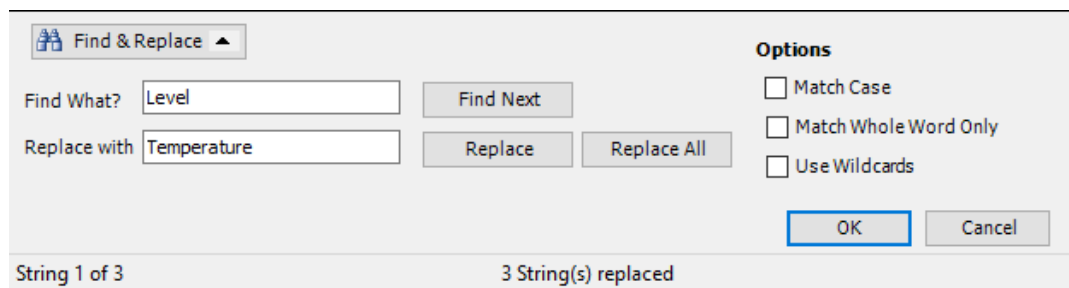 Find & Replace
Options
Find What? Level Find Next
Match Case
Replace with Temperature Replace Replace All
Match Whole Word Only
Use Wildcards
OK Cancel
String 1 of 3 3 String(s) replaced